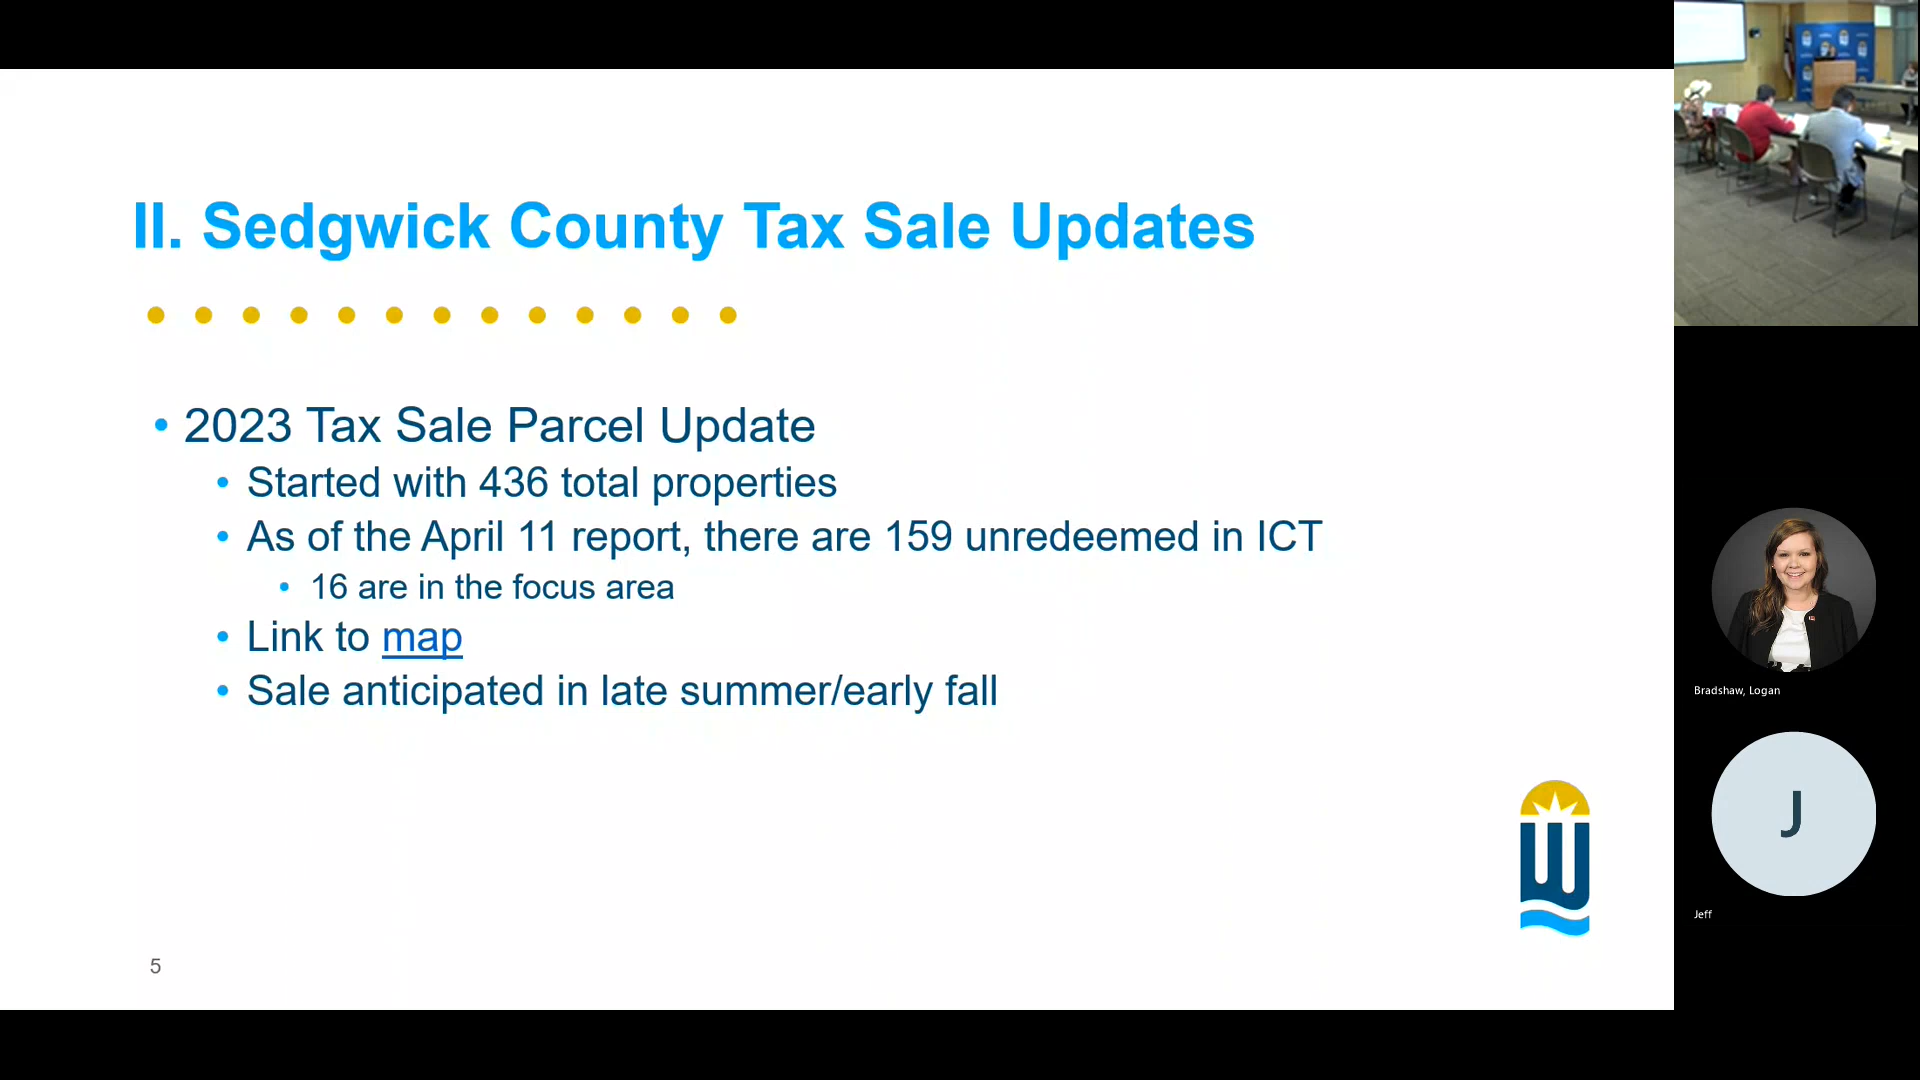 II. Sedgwick County Tax Sale Updates
• 2023 Tax Sale Parcel Update
• Started with 436 total properties
• As of the April 11 report, there are 159 unredeemed in ICT
• 16 are in the focus area
• Link to map
• Sale anticipated in late summer/early fall
5
Bradshaw, Logan
J
Jeff